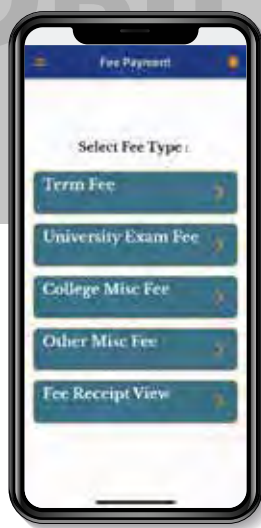 Fee Payment
Select Fee Type :
Term Fee
University Exam Fee
College Misc Fee
Other Misc Fee
Fee Receipt View